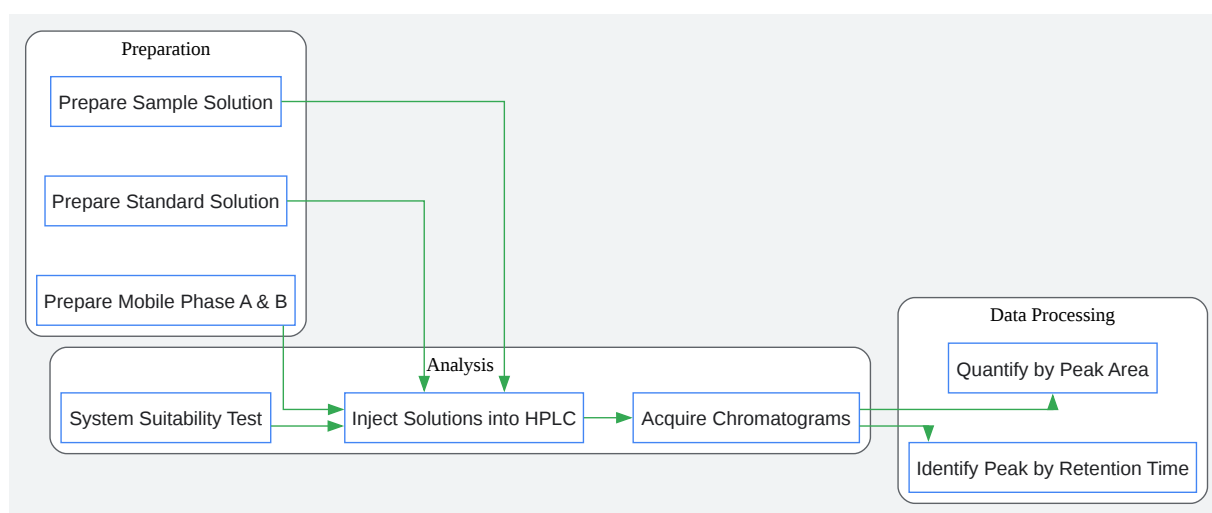 Preparation
Prepare Sample Solution
Prepare Standard Solution
Prepare Mobile Phase A & B
Analysis
System Suitability Test
Inject Solutions into HPLC
Acquire Chromatograms
Data Processing
Quantify by Peak Area
Identify Peak by Retention Time